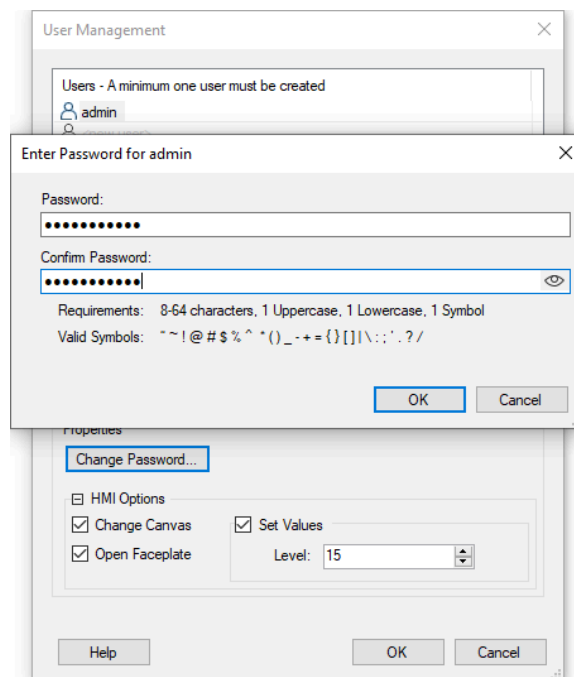 User Management
Users - A minimum one user must be created
admin
Enter Password for admin
Password:
●●●●●●●●●●●
Confirm Password:
●●●●●●●●●●●
Requirements: 8-64 characters, 1 Uppercase, 1 Lowercase, 1 Symbol
Valid Symbols: " ~ ! @ # $ % ^ * ( ) _ - + = { } [ ] | \ : ; ' . ? /
OK Cancel
Properties
Change Password...
HMI Options
Change Canvas
Set Values
Open Faceplate
Level: 15
Help OK Cancel